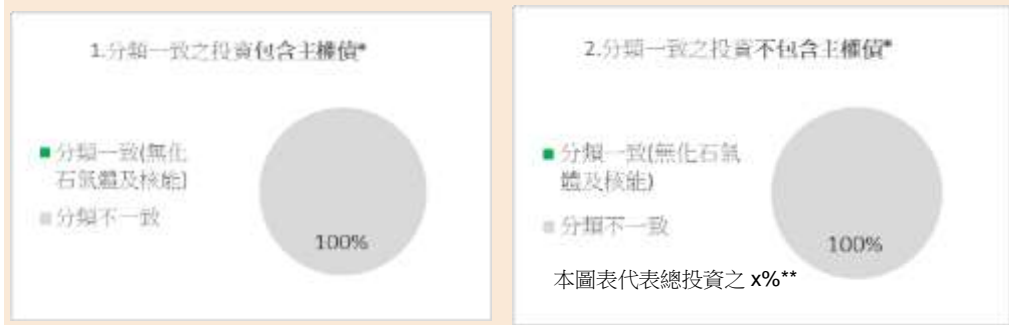 1.分類一致之投資包含主權債*
分類一致(無化
石氣體及核能)
分類不一致
100%
2.分類一致之投資不包含主權債*
分類一致(無化石氣
體及核能)
分類不一致
100%
本圖表代表總投資之 x%**